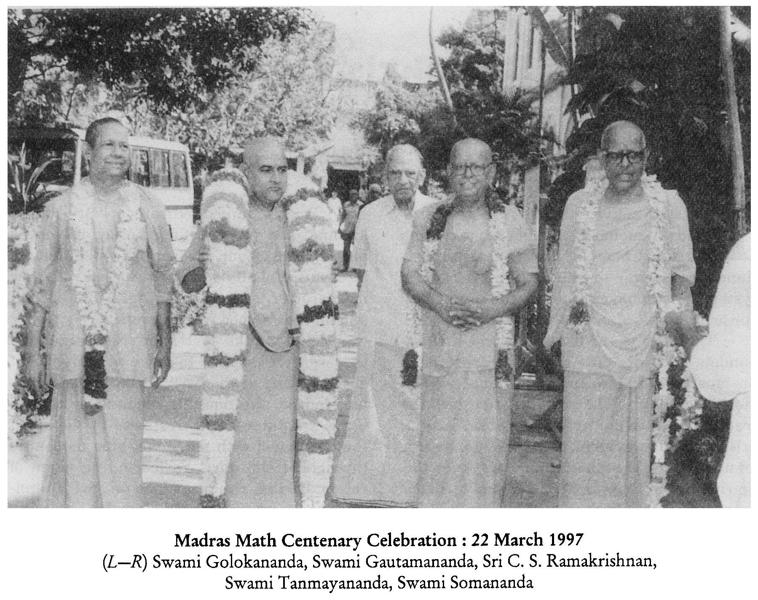 Madras Math Centenary Celebration : 22 March 1997
(L—R) Swami Golokananda, Swami Gautamananda, Sri C. S. Ramakrishnan,
Swami Tanmayananda, Swami Somananda